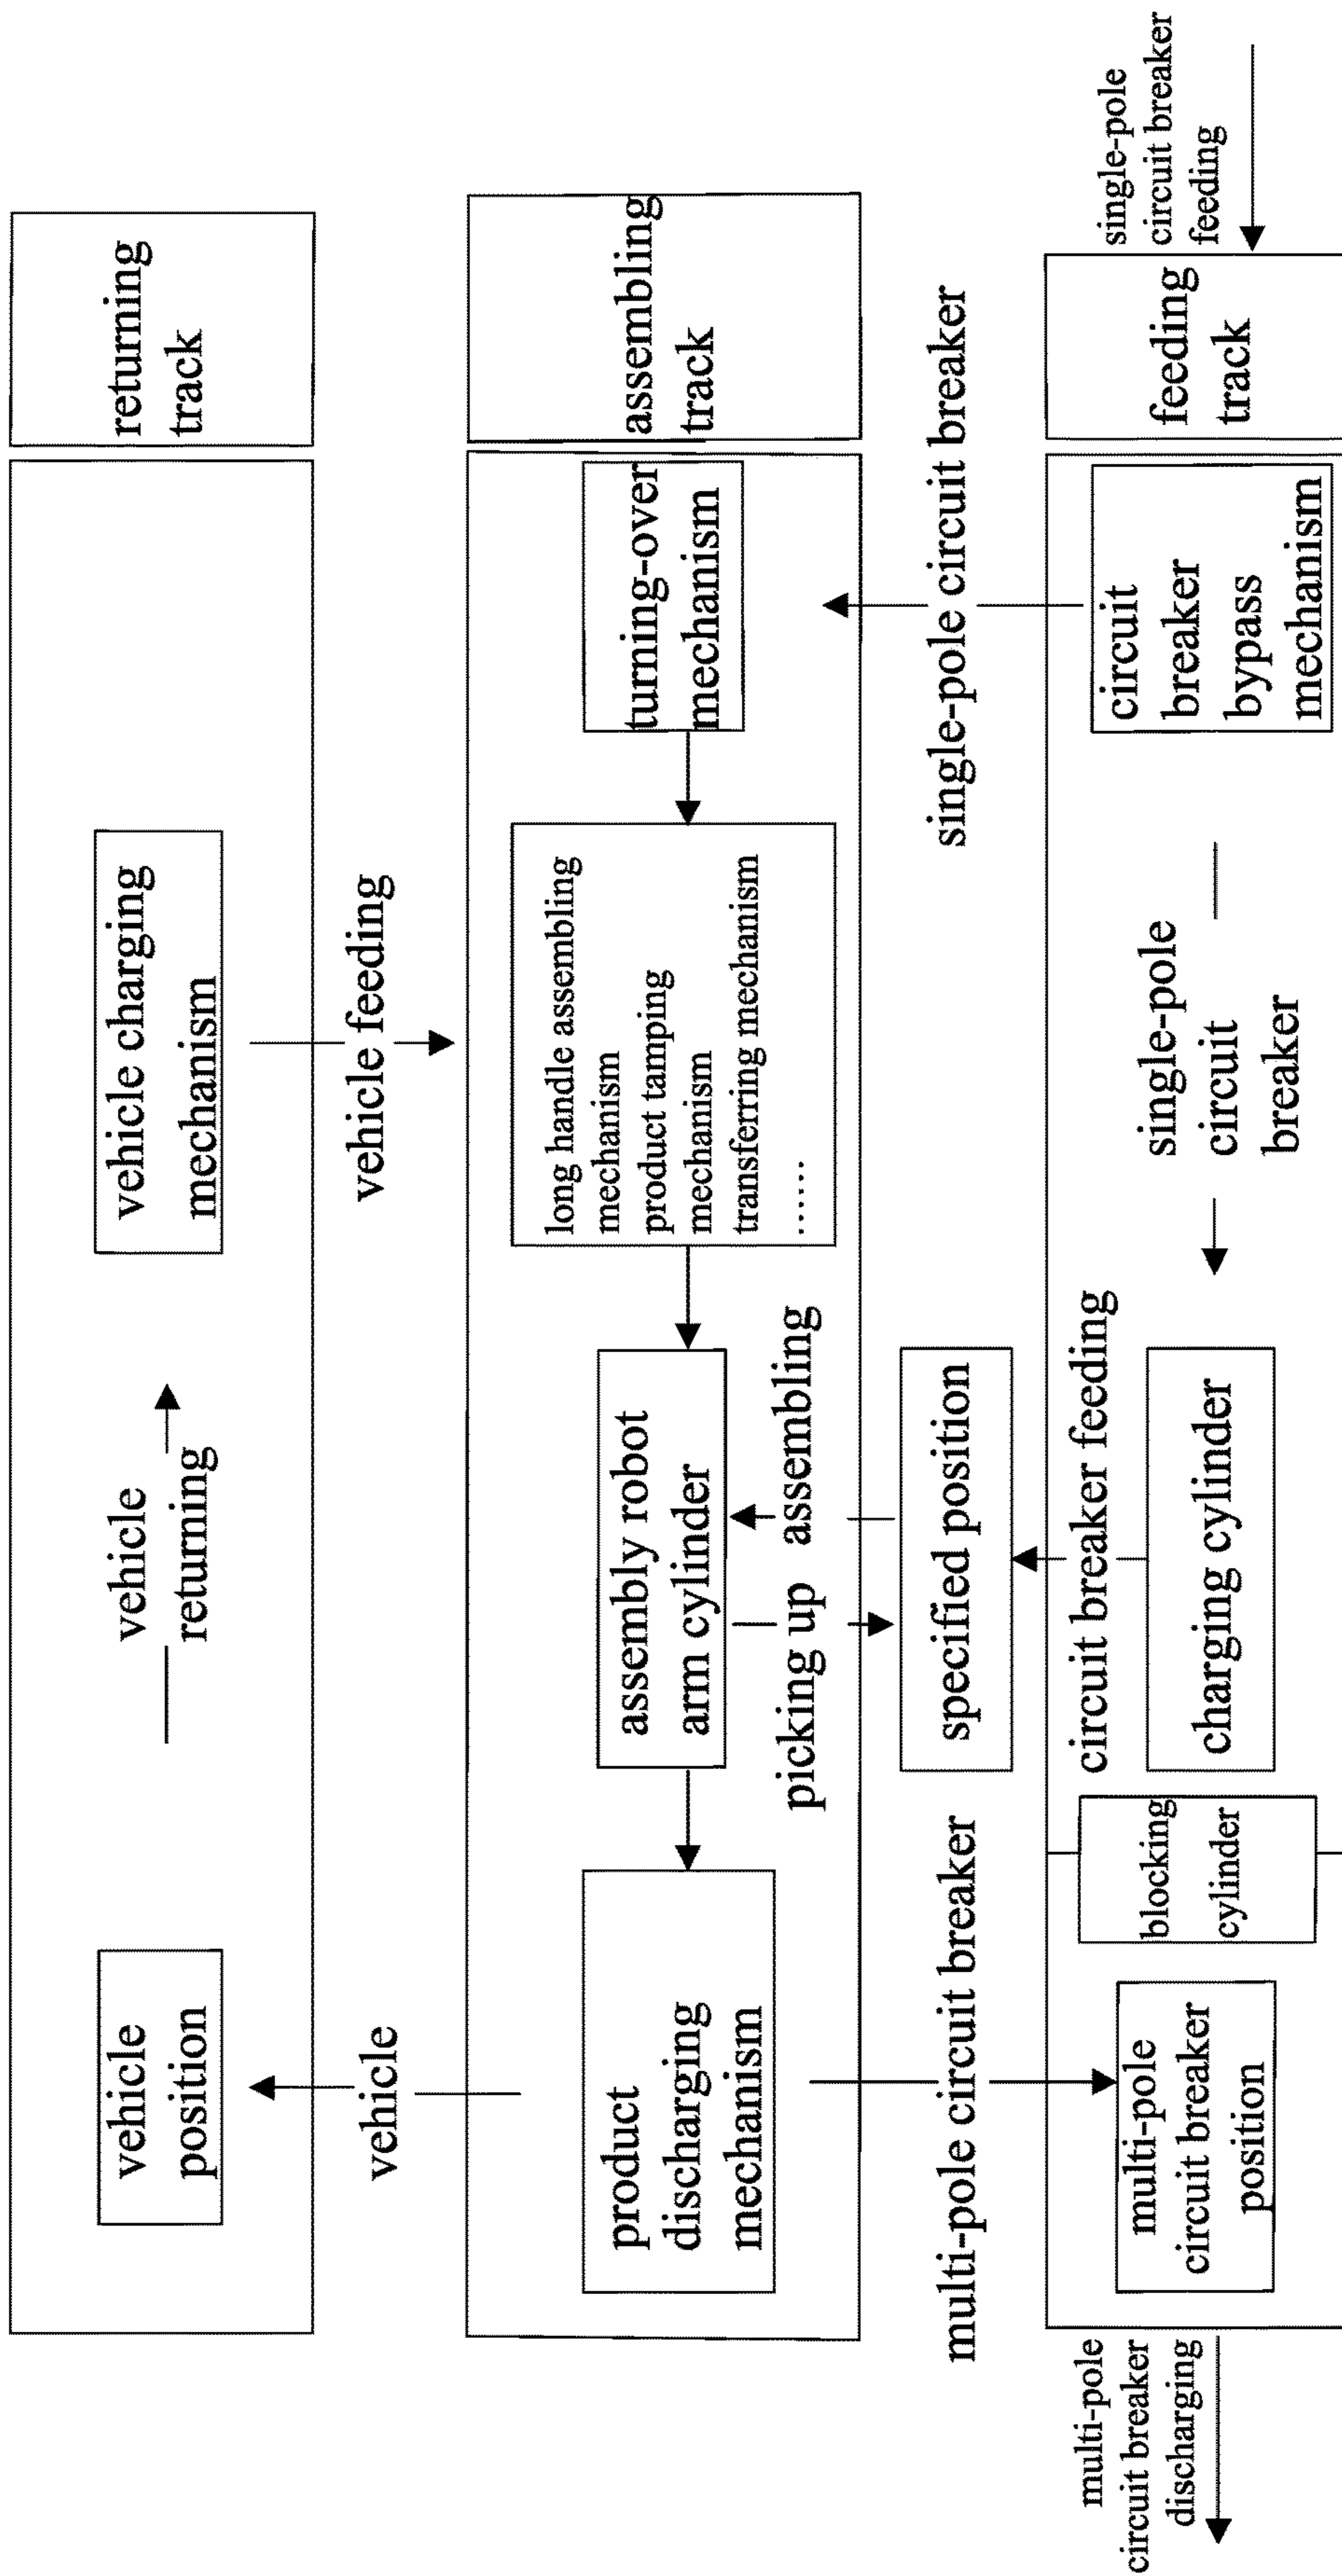 returning
track
vehicle charging
mechanism
vehicle
returning
vehicle
position
vehicle feeding
vehicle
assembling
track
turning-over
mechanism
long handle assembling
mechanism
product tamping
mechanism
transferring mechanism
……
assembly robot
arm cylinder
picking up
assembling
product
discharging
mechanism
single-pole circuit breaker
specified position
multi-pole circuit breaker
single-pole
circuit breaker
feeding
feeding
track
circuit
breaker
bypass
mechanism
single-pole
circuit
breaker
circuit breaker feeding
charging cylinder
blocking
cylinder
multi-pole
circuit breaker
position
multi-pole
circuit breaker
discharging